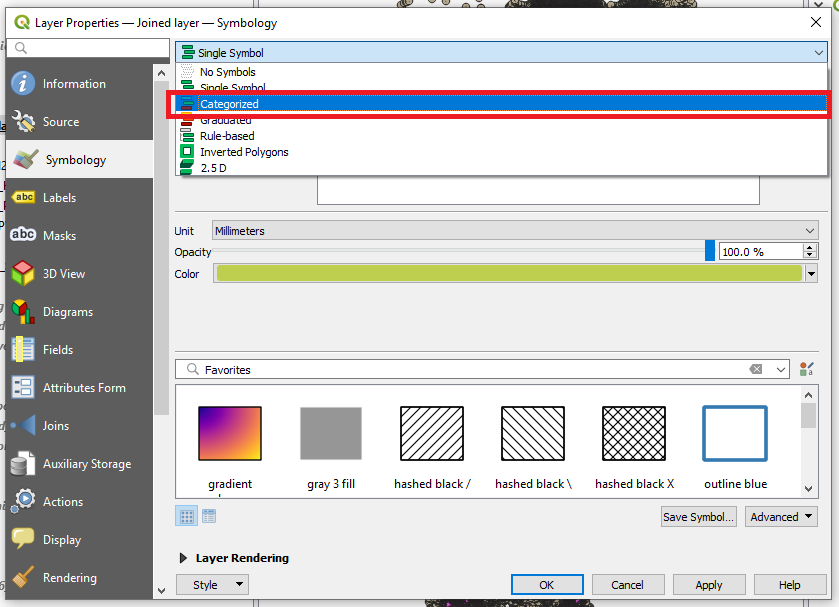 Layer Properties — Joined layer — Symbology
Information
Source
Symbology
Labels
Masks
3D View
Diagrams
Fields
Attributes Form
Joins
Auxiliary Storage
Actions
Display
Rendering
Single Symbol
No Symbols
Single Symbol
Categorized
Graduated
Rule-based
Inverted Polygons
2.5 D
Unit
Millimeters
Opacity
100.0 %
Color
Favorites
gradient
gray 3 fill
hashed black /
hashed black \
hashed black X
outline blue
Save Symbol...
Advanced
Layer Rendering
Style
OK
Cancel
Apply
Help
abc
abc